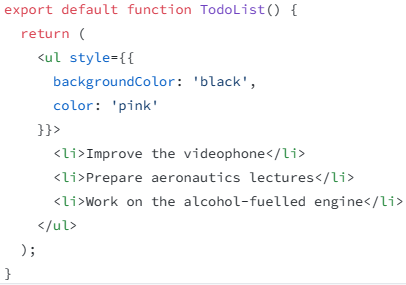 export default function TodoList() {
  return (
    <ul style={{
      backgroundColor: 'black',
      color: 'pink'
    }}>
      <li>Improve the videophone</li>
      <li>Prepare aeronautics lectures</li>
      <li>Work on the alcohol-fuelled engine</li>
    </ul>
  );
}